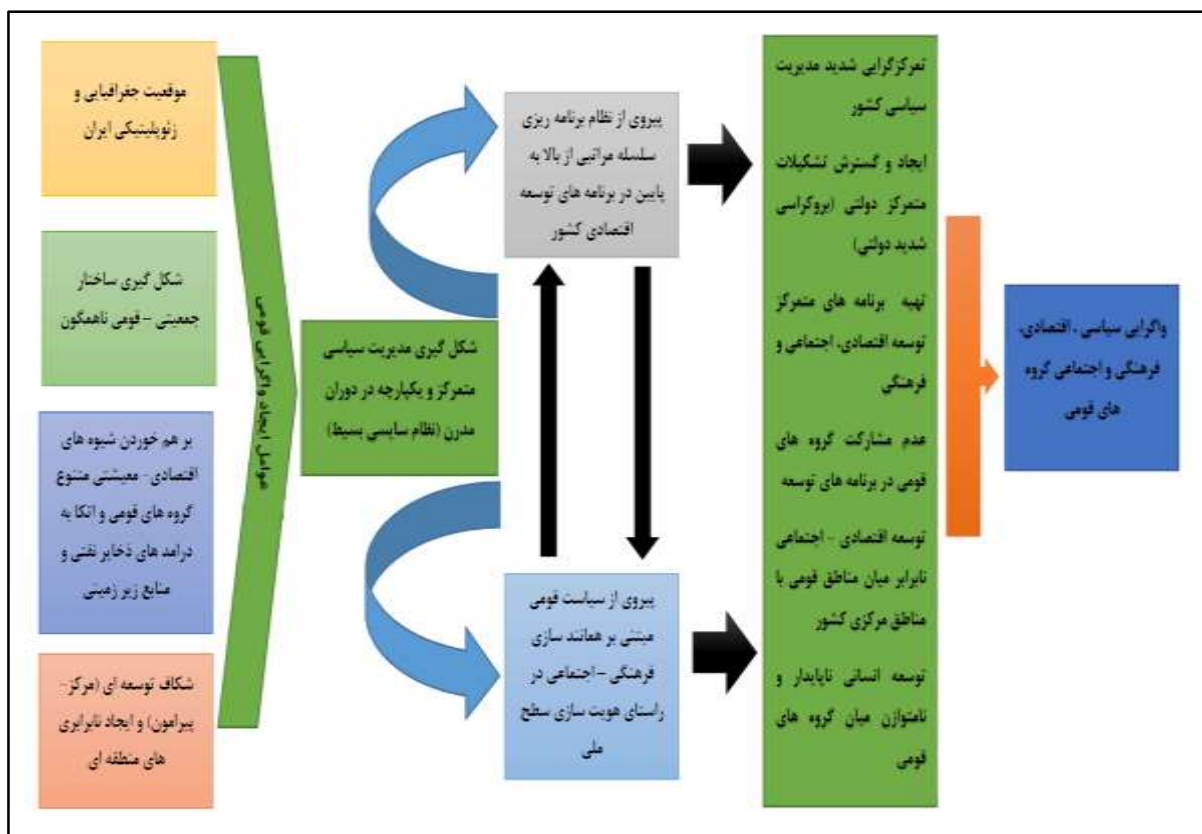 موقعیت جغرافیایی و
ژئوپلیتیکی ایران
شکل گیری ساختار
جمعیتی – قومی ناهمگون
بر هم خوردن شیوه های
اقتصادی- معیشتی متنوع
گروه های قومی و اتکا به
درامد های ذخایر نفتی و
منابع زیر زمینی
شکاف توسعه ای (مرکز-
پیرامون) و ایجاد نابرابری
های منطقه ای
عوامل ایجاد واگرایی قومی
شکل گیری مدیریت سیاسی
متمرکز و یکپارچه در دوران
مدرن (نظام سایسی بسیط)
پیروی از نظام برنامه ریزی
سلسله مراتبی از بالا به
پایین در برنامه های توسعه
اقتصادی کشور
پیروی از سیاست قومی
مبتنی بر همانند سازی
فرهنگی – اجتماعی در
راستای هویت سازی سطح
ملی
تمرکزگرایی شدید مدیریت
سیاسی کشور
ایجاد و گسترش تشکیلات
متمرکز دولتی (بروکراسی
شدید دولتی)
تهیه برنامه های متمرکز
توسعه اقتصادی، اجتماعی و
فرهنگی
عدم مشارکت گروه های
قومی در برنامه های توسعه
توسعه اقتصادی – اجتماعی
نابرابر میان مناطق قومی با
مناطق مرکزی کشور
توسعه انسانی ناپایدار و
نامتوازن میان گروه های
قومی
واگرایی سیاسی ، اقتصادی،
فرهنگی و اجتماعی گروه
های قومی